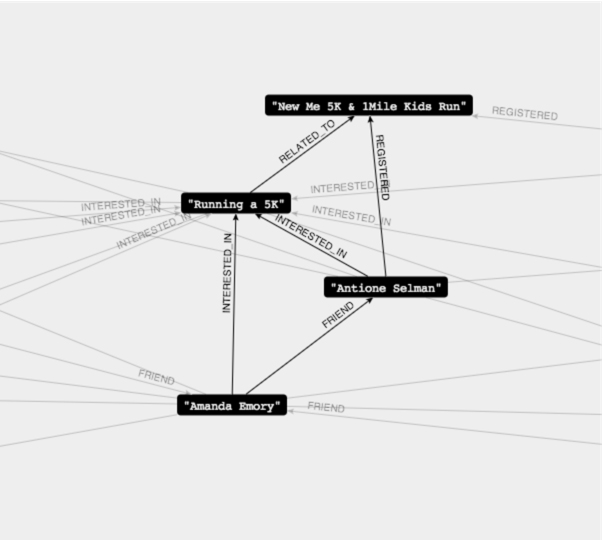 "New Me 5K & 1Mile Kids Run"
REGISTERED
RELATED_TO
REGISTERED
INTERESTED
"Running a 5K"
INTERESTED_IN
INTERESTED_IN
INTERESTED_IN
INTERESTED_IN
INTERESTED_IN
INTERESTED_IN
"Antione Selman"
FRIEND
FRIEND
"Amanda Emory"
FRIEND